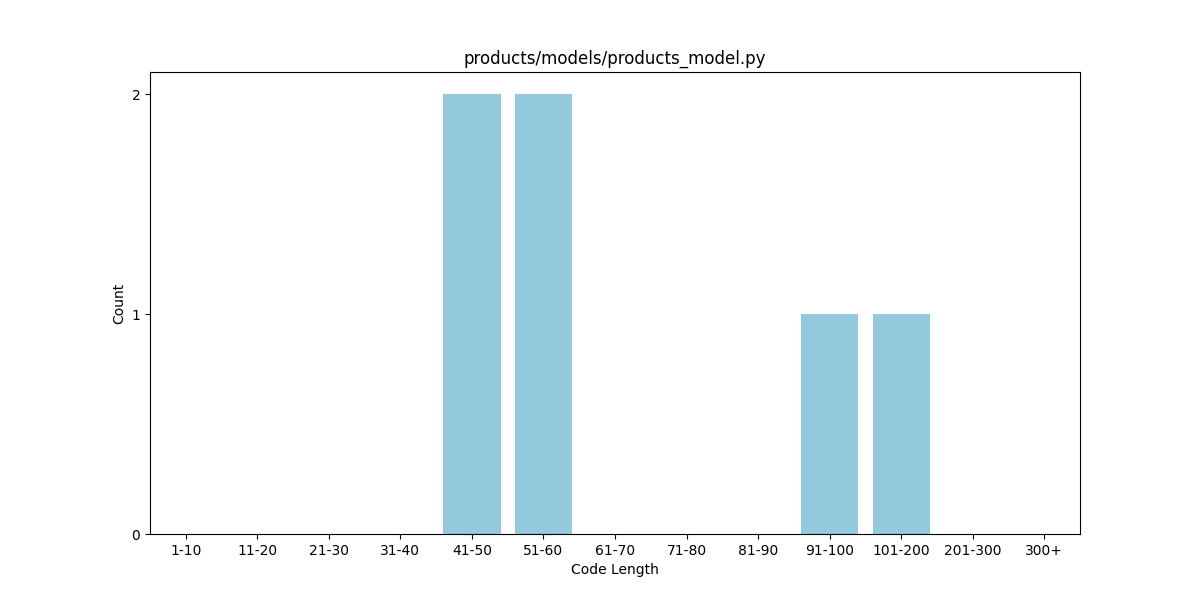 products/models/products_model.py
2
1
0
Count
1-10 11-20 21-30 31-40 41-50 51-60 61-70 71-80 81-90 91-100 101-200 201-300 300+
Code Length